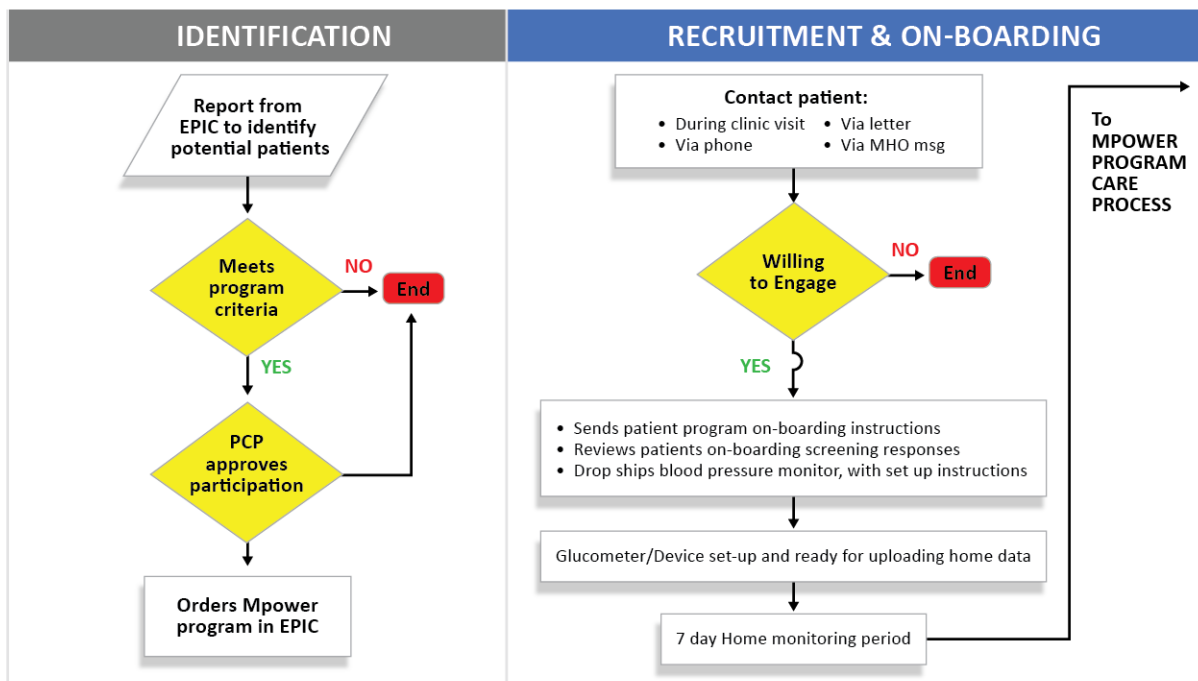 IDENTIFICATION
Report from
EPIC to identify
potential patients
Meets
program
criteria
NO
End
YES
PCP
approves
participation
Orders Mpower
program in EPIC
RECRUITMENT & ON-BOARDING
Contact patient:
• During clinic visit • Via letter
• Via phone • Via MHO msg
Willing
to Engage
NO
End
YES
• Sends patient program on-boarding instructions
• Reviews patients on-boarding screening responses
• Drop ships blood pressure monitor, with set up instructions
Glucometer/Device set-up and ready for uploading home data
7 day Home monitoring period
To
MPOWER
PROGRAM
CARE
PROCESS